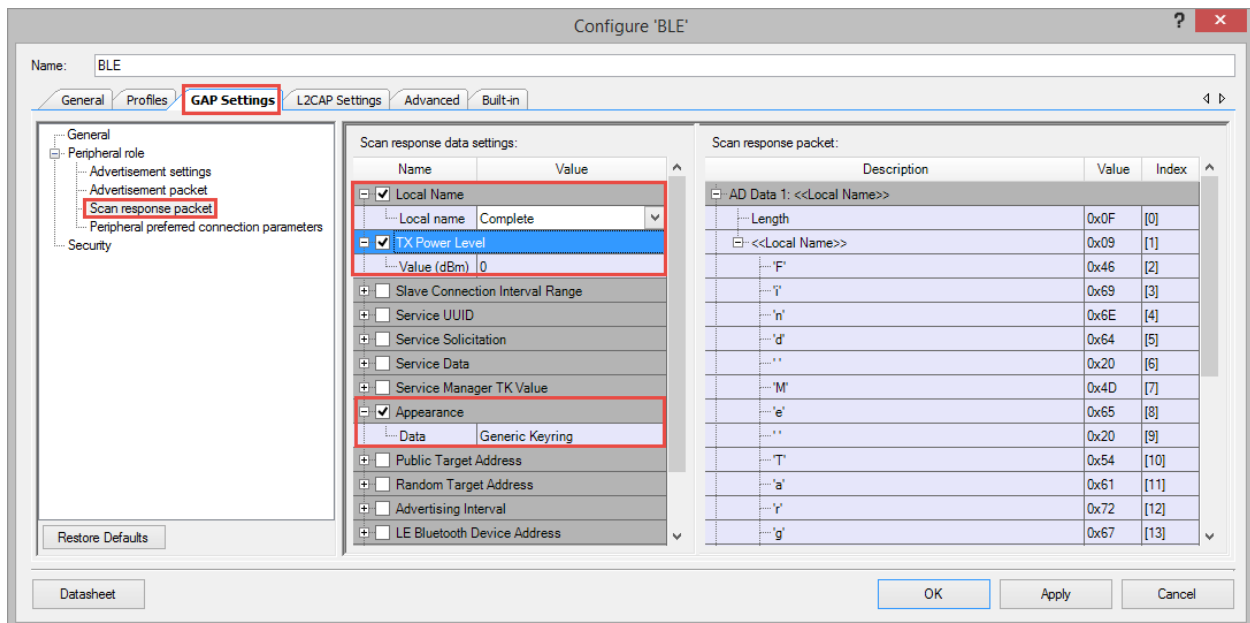 Configure 'BLE'
?
×
Name: BLE
General Profiles GAP Settings L2CAP Settings Advanced Built-in
General
Peripheral role
Advertisement settings
Advertisement packet
Scan response packet
Peripheral preferred connection parameters
Security
Restore Defaults
Scan response data settings:
Name Value
Local Name
Local name Complete
TX Power Level
Value (dBm) 0
Slave Connection Interval Range
Service UUID
Service Solicitation
Service Data
Service Manager TK Value
Appearance
Data Generic Keyring
Public Target Address
Random Target Address
Advertising Interval
LE Bluetooth Device Address
Scan response packet:
Description Value Index
AD Data 1: <<Local Name>>
Length 0x0F [0]
<<Local Name>> 0x09 [1]
'F' 0x46 [2]
'i' 0x69 [3]
'n' 0x6E [4]
'd' 0x64 [5]
' ' 0x20 [6]
'M' 0x4D [7]
'e' 0x65 [8]
' ' 0x20 [9]
'T' 0x54 [10]
'a' 0x61 [11]
'r' 0x72 [12]
'g' 0x67 [13]
Datasheet OK Apply Cancel